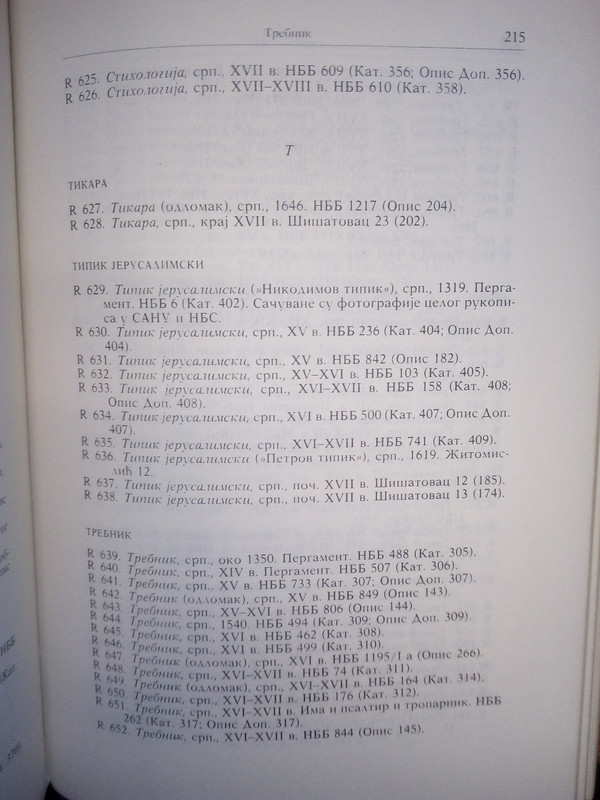 Требник 215
R 625. Стихологија, срп., XVII в. НББ 609 (Кат. 356; Опис Доп. 356).
R 626. Стихологија, срп., XVII–XVIII в. НББ 610 (Кат. 358).
Т
ТИКАРА
R 627. Тикара (одломак), срп., 1646. НББ 1217 (Опис 204).
R 628. Тикара, срп., крај XVII в. Шишатовац 23 (202).
ТИПИК ЈЕРУСАЛИМСКИ
R 629. Типик јерусалимски (»Никодимов типик«), срп., 1319. Перга-
мент. НББ 6 (Кат. 402). Сачуване су фотографије целог рукопи-
са у САНУ и НБС.
R 630. Типик јерусалимски, срп., XV в. НББ 236 (Кат. 404; Опис Доп.
404).
R 631. Типик јерусалимски, срп., XV в. НББ 842 (Опис 182).
R 632. Типик јерусалимски, срп., XV–XVI в. НББ 103 (Кат. 405).
R 633. Типик јерусалимски, срп., XVI–XVII в. НББ 158 (Кат. 408;
Опис Доп. 408).
R 634. Типик јерусалимски, срп., XVI в. НББ 500 (Кат. 407; Опис Доп.
407).
R 635. Типик јерусалимски, срп., XVI–XVII в. НББ 741 (Кат. 409).
R 636. Типик јерусалимски (»Петров типик«), срп., 1619. Житомис-
лић 12.
R 637. Типик јерусалимски, срп., поч. XVII в. Шишатовац 12 (185).
R 638. Типик јерусалимски, срп., поч. XVII в. Шишатовац 13 (174).
ТРЕБНИК
R 639. Требник, срп., око 1350. Пергамент. НББ 488 (Кат. 305).
R 640. Требник, срп., XIV в. Пергамент. НББ 507 (Кат. 306).
R 641. Требник, срп., XV в. НББ 733 (Кат. 307; Опис Доп. 307).
R 642. Требник (одломак), срп., XV в. НББ 849 (Опис 143).
R 643. Требник, срп., XV–XVI в. НББ 806 (Опис 144).
R 644. Требник, срп., 1540. НББ 494 (Кат. 309; Опис Доп. 309).
R 645. Требник, срп., XVI в. НББ 462 (Кат. 308).
R 646. Требник, срп., XVI в. НББ 499 (Кат. 310).
R 647. Требник (одломак), срп., XVI в. НББ 1195/I а (Опис 266).
R 648. Требник, срп., XVI–XVII в. НББ 74 (Кат. 311).
R 649. Требник (одломак), срп., XVI–XVII в. НББ 164 (Кат. 314).
R 650. Требник, срп., XVI–XVII в. НББ 176 (Кат. 312).
R 651. Требник, срп., XVI–XVII в. Има и псалтир и тропарник. НББ
262 (Кат. 317; Опис Доп. 317).
R 652. Требник, срп., XVI–XVII в. НББ 844 (Опис 145).